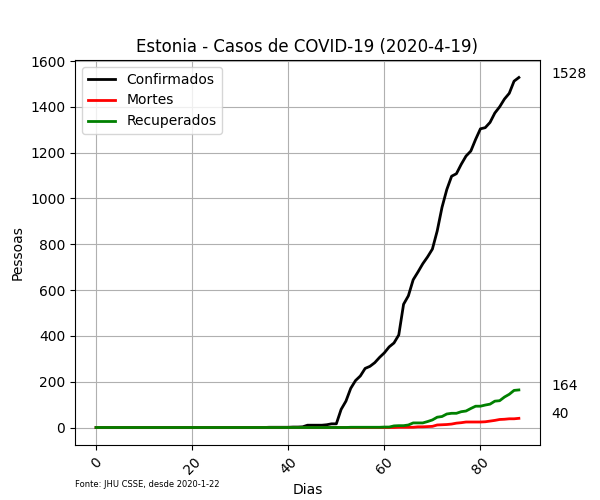 Estonia - Casos de COVID-19 (2020-4-19)
1600
1400
1200
1000
800
600
400
200
0
Pessoas
Confirmados
Mortes
Recuperados
1528
164
40
0
20
40
60
80
Dias
Fonte: JHU CSSE, desde 2020-1-22